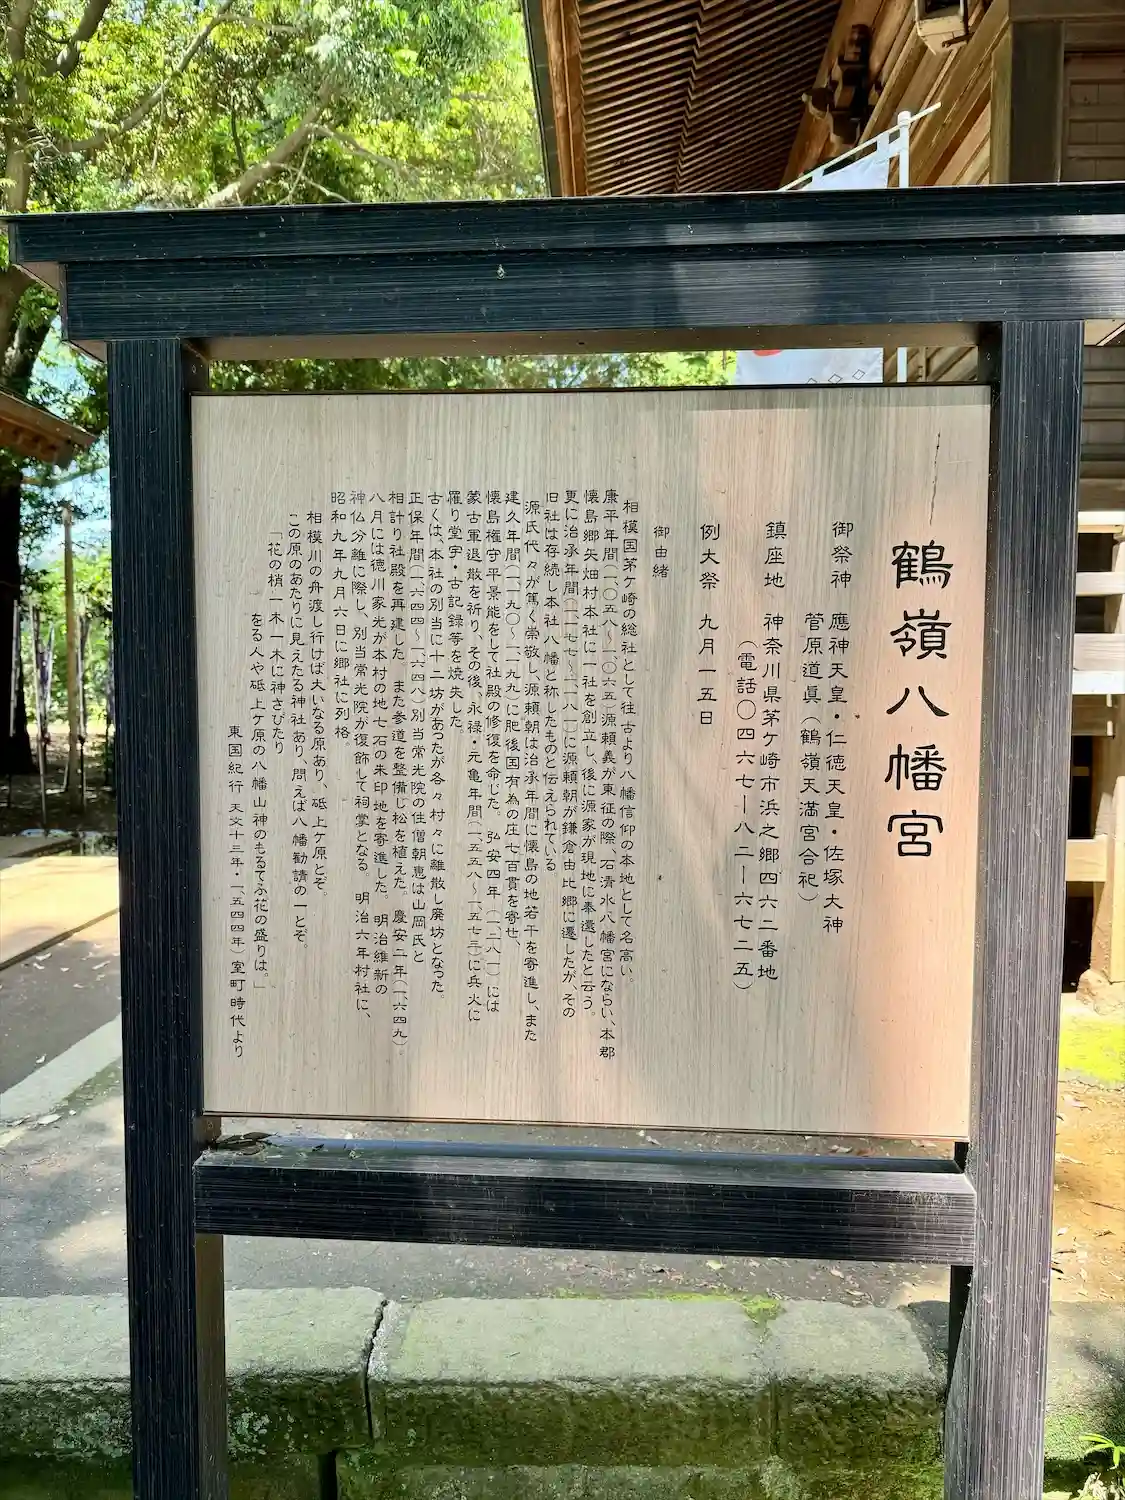 鶴嶺八幡宮
御祭神 應神天皇・仁徳天皇・佐塚大神
菅原道眞(鶴嶺天満宮合祀)
鎮座地 神奈川県茅ケ崎市浜之郷四六二番地
(電話〇四六七ー八二ー六七二五)
例大祭 九月一五日
御由緒
相模国茅ケ崎の総社として往古より八幡信仰の本地として名高い。
康平年間(一、〇五八〜一、〇六五)源頼義が東征の際、石清水八幡宮にならい、本郡
懐島郷矢畑村本社に一社を創立し、後に源家が現地に奉還したと云う。
更に治承年間(一、一七七〜一、一八一)に源頼朝が鎌倉由比郷に遷したが、その
旧社は存続し本社八幡と称したものと伝えられている
源氏代々が篤く崇敬し、源頼朝は治承年間に懐島の地若干を寄進し、また
建久年間(一、一九〇〜一、一九九)に肥後国有為の庄七百貫を寄せ、
懐島権守平景能をして社殿の修復を命じた。弘安四年(一、二八一)には
蒙古軍退散を祈り、その後、永禄・元亀年間(一、五五八〜一、五七三)に兵火に
罹り堂宇・古記録等を焼失した。
古くは、本社の別当に十二坊があったが各々村々に離散し廃坊となった。
正保年間(一、六四四〜一、六四八)別当常光院の住僧朝恵は山岡氏と
相計り社殿を再建した また参道を整備し松を植えた。慶安二年(一、六四九)
八月には徳川家光が本村の地七石の朱印地を寄進した。明治維新の
神仏分離に際し、別当常光院が復飾して祠掌となる。明治六年村社に、
昭和九年九月六日に郷社に列格。
相模川の舟渡し行けば大いなる原あり、砥上ケ原とぞ。
この原のあたりに見えたる神社あり、問えば八幡勧請の一とぞ。
「花の梢一木一木に神さびたり
をる人や砥上ケ原の八幡山神のもるてふ花の盛りは。」
東国紀行 天文十三年・一、五四四年)室町時代より